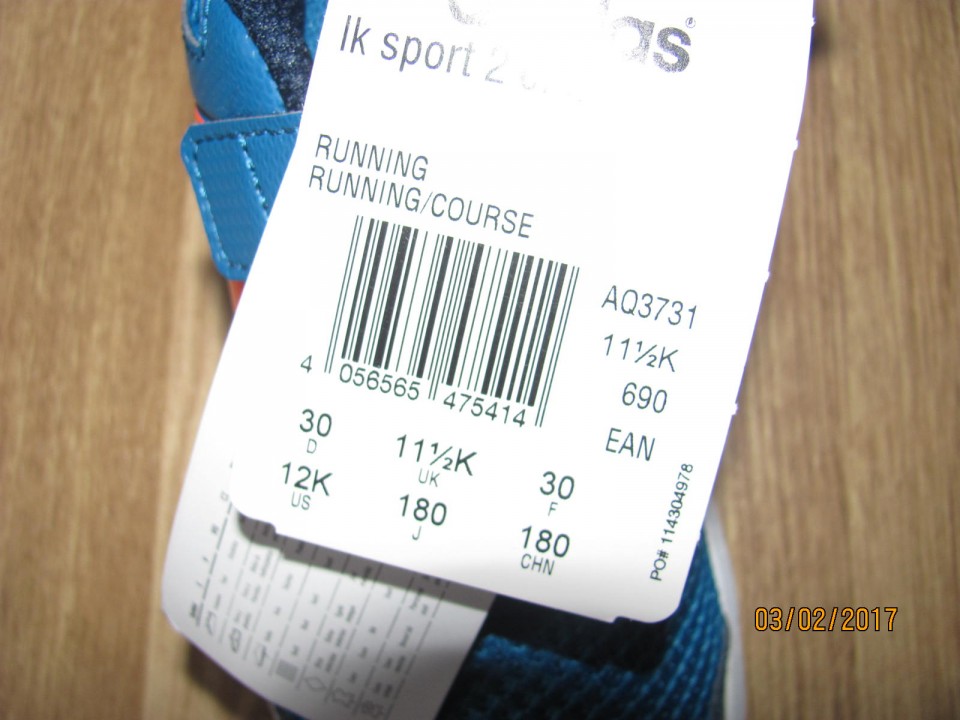 lk sport 2
RUNNING
RUNNING/COURSE
AQ3731
11½K
690
EAN
4 056565 475414
30
D
11½K
UK
30
F
12K
US
180
J
180
CHN
PO# 114304978
03/02/2017